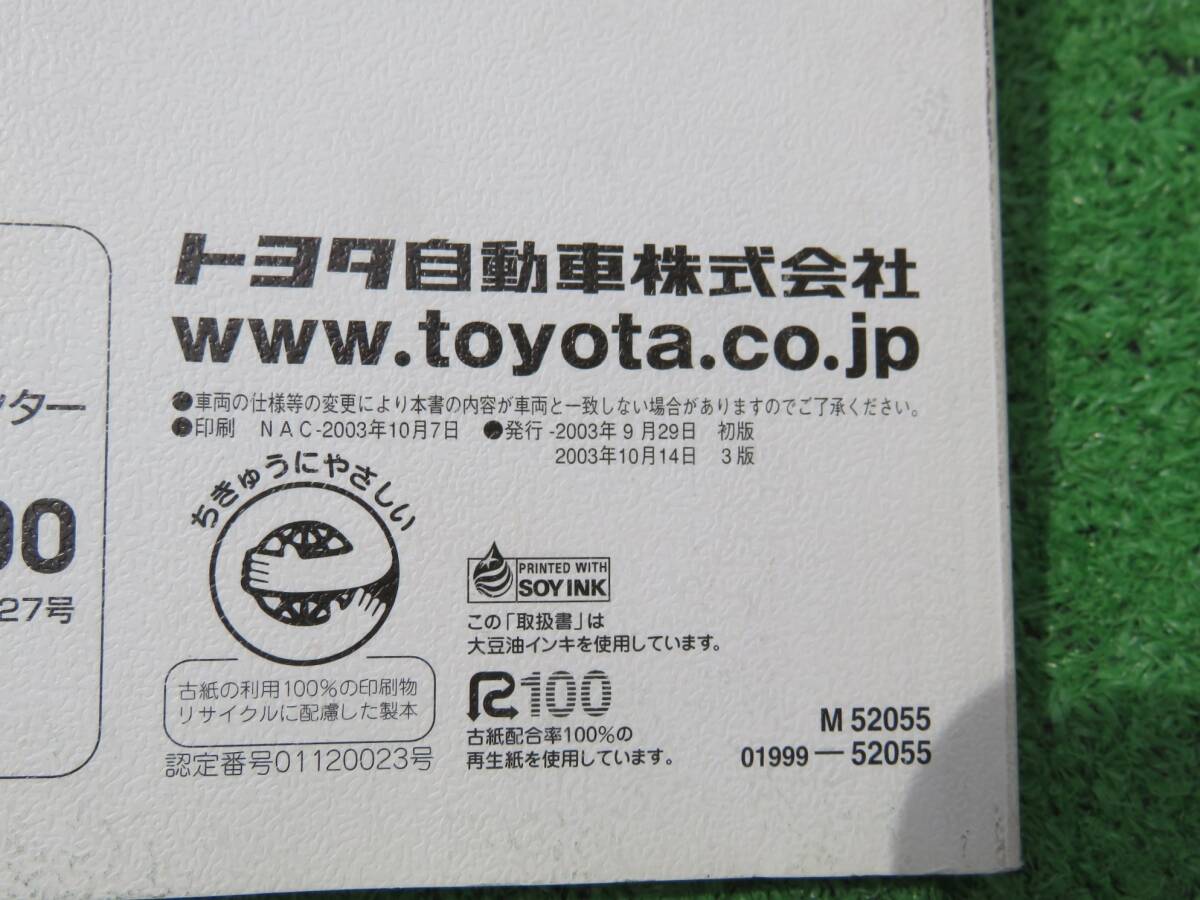 トヨタ自動車株式会社
www.toyota.co.jp
●車両の仕様等の変更により本書の内容が車両と一致しない場合がありますのでご了承ください。
●印刷 NAC-2003年10月7日 ●発行-2003年9月29日 初版
2003年10月14日 3版
ター
00
27号
ちきゅうにやさしい
古紙の利用100%の印刷物
リサイクルに配慮した製本
認定番号01120023号
PRINTED WITH
SOY INK
この「取扱書」は
大豆油インキを使用しています。
R100
古紙配合率100%の
再生紙を使用しています。
M 52055
01999—52055